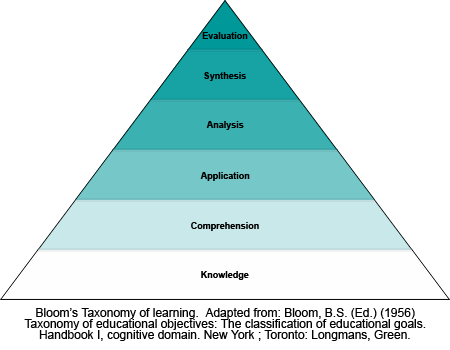 Evaluation
Synthesis
Analysis
Application
Comprehension
Knowledge
Bloom's Taxonomy of learning.  Adapted from: Bloom, B.S. (Ed.) (1956)
Taxonomy of educational objectives: The classification of educational goals.
Handbook I, cognitive domain. New York ; Toronto: Longmans, Green.